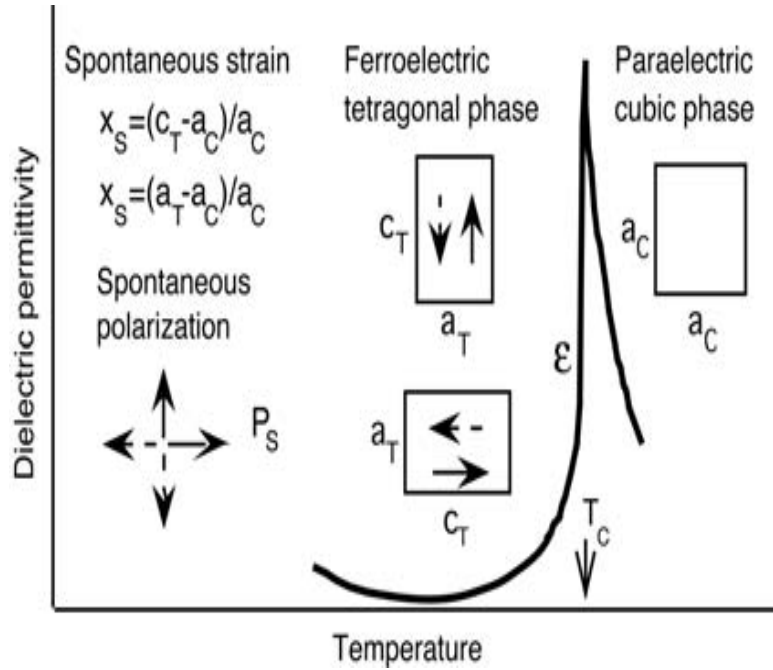 Spontaneous strain
x_S=(c_T-a_C)/a_C
x_S=(a_T-a_C)/a_C
Spontaneous
polarization
P_S
Ferroelectric
tetragonal phase
c_T
a_T
a_T
c_T
Paraelectric
cubic phase
a_C
a_C
ε
T_C
Dielectric permittivity
Temperature